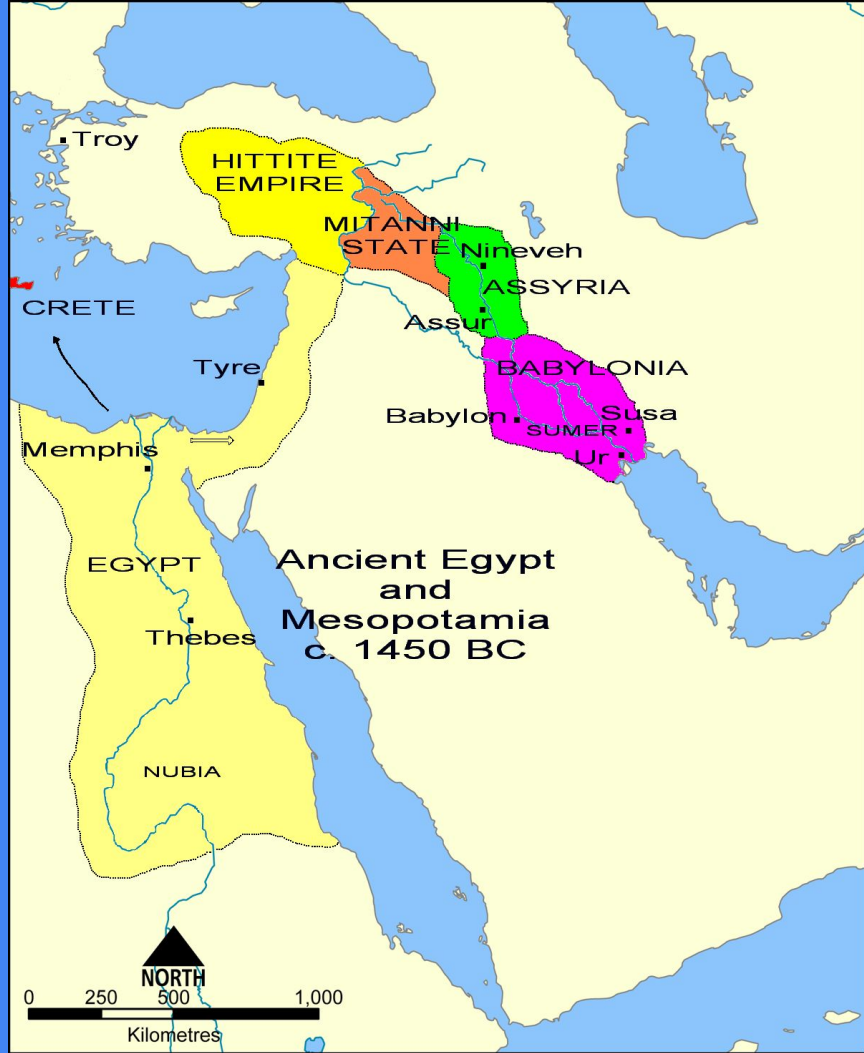 Troy
HITTITE
EMPIRE
MITANNI
STATE
Nineveh
ASSYRIA
Assur
CRETE
Tyre
BABYLONIA
Babylon
Susa
SUMER
Ur
Memphis
EGYPT
Thebes
NUBIA
Ancient Egypt
and
Mesopotamia
c. 1450 BC
NORTH
0 250 500 1,000
Kilometres